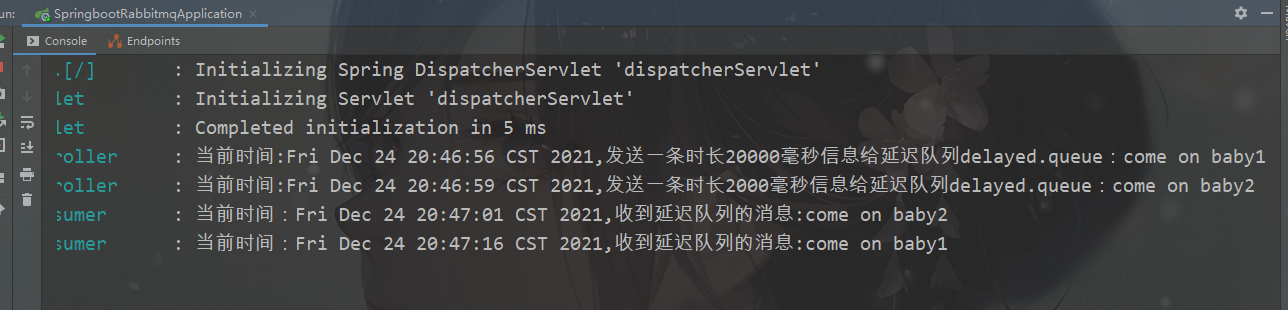 un: SpringbootRabbitmqApplication ×
Console Endpoints
.[/] : Initializing Spring DispatcherServlet 'dispatcherServlet'
let : Initializing Servlet 'dispatcherServlet'
let : Completed initialization in 5 ms
roller : 当前时间:Fri Dec 24 20:46:56 CST 2021,发送一条时长20000毫秒信息给延迟队列delayed.queue：come on baby1
roller : 当前时间:Fri Dec 24 20:46:59 CST 2021,发送一条时长2000毫秒信息给延迟队列delayed.queue：come on baby2
sumer : 当前时间：Fri Dec 24 20:47:01 CST 2021,收到延迟队列的消息:come on baby2
sumer : 当前时间：Fri Dec 24 20:47:16 CST 2021,收到延迟队列的消息:come on baby1